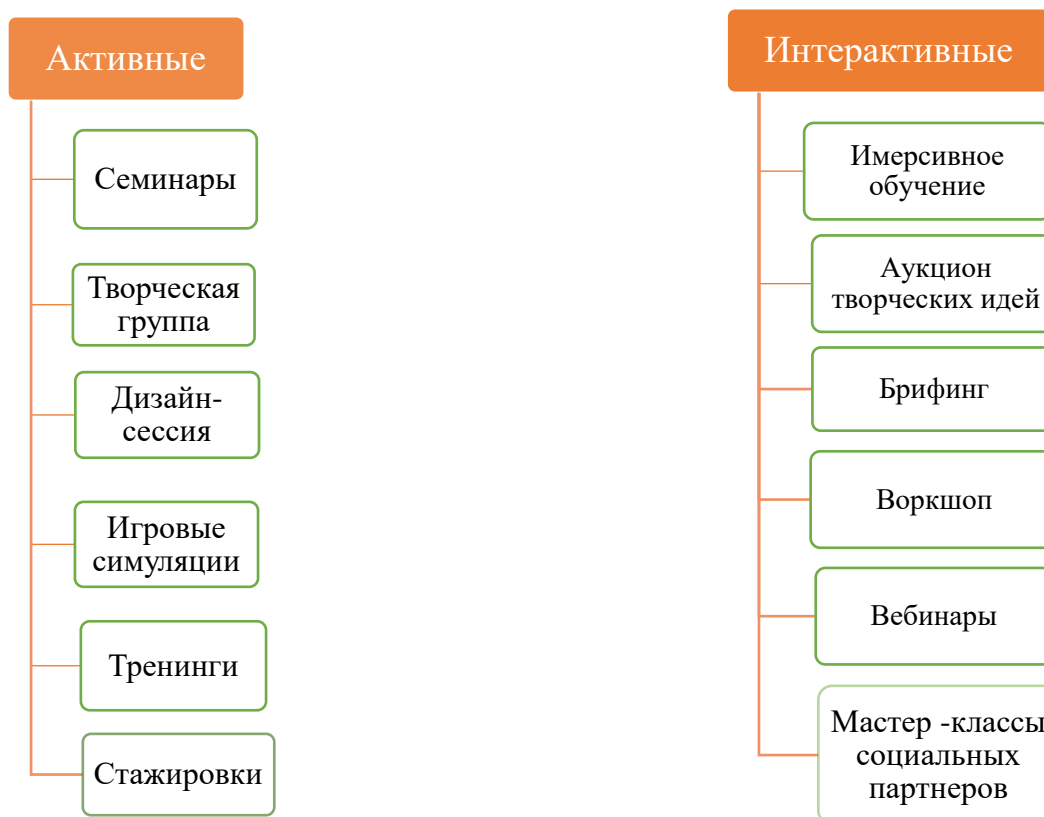 Активные
Семинары
Творческая
группа
Дизайн-
сессия
Игровые
симуляции
Тренинги
Стажировки
Интерактивные
Имерсивное
обучение
Аукцион
творческих идей
Брифинг
Воркшоп
Вебинары
Мастер -классы
социальных
партнеров